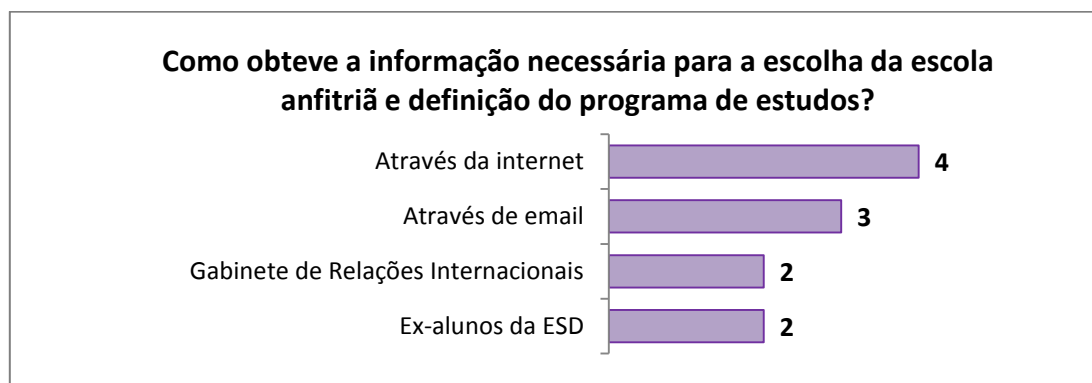 Como obteve a informação necessária para a escolha da escola
anfitriã e definição do programa de estudos?
Através da internet 4
Através de email 3
Gabinete de Relações Internacionais 2
Ex-alunos da ESD 2